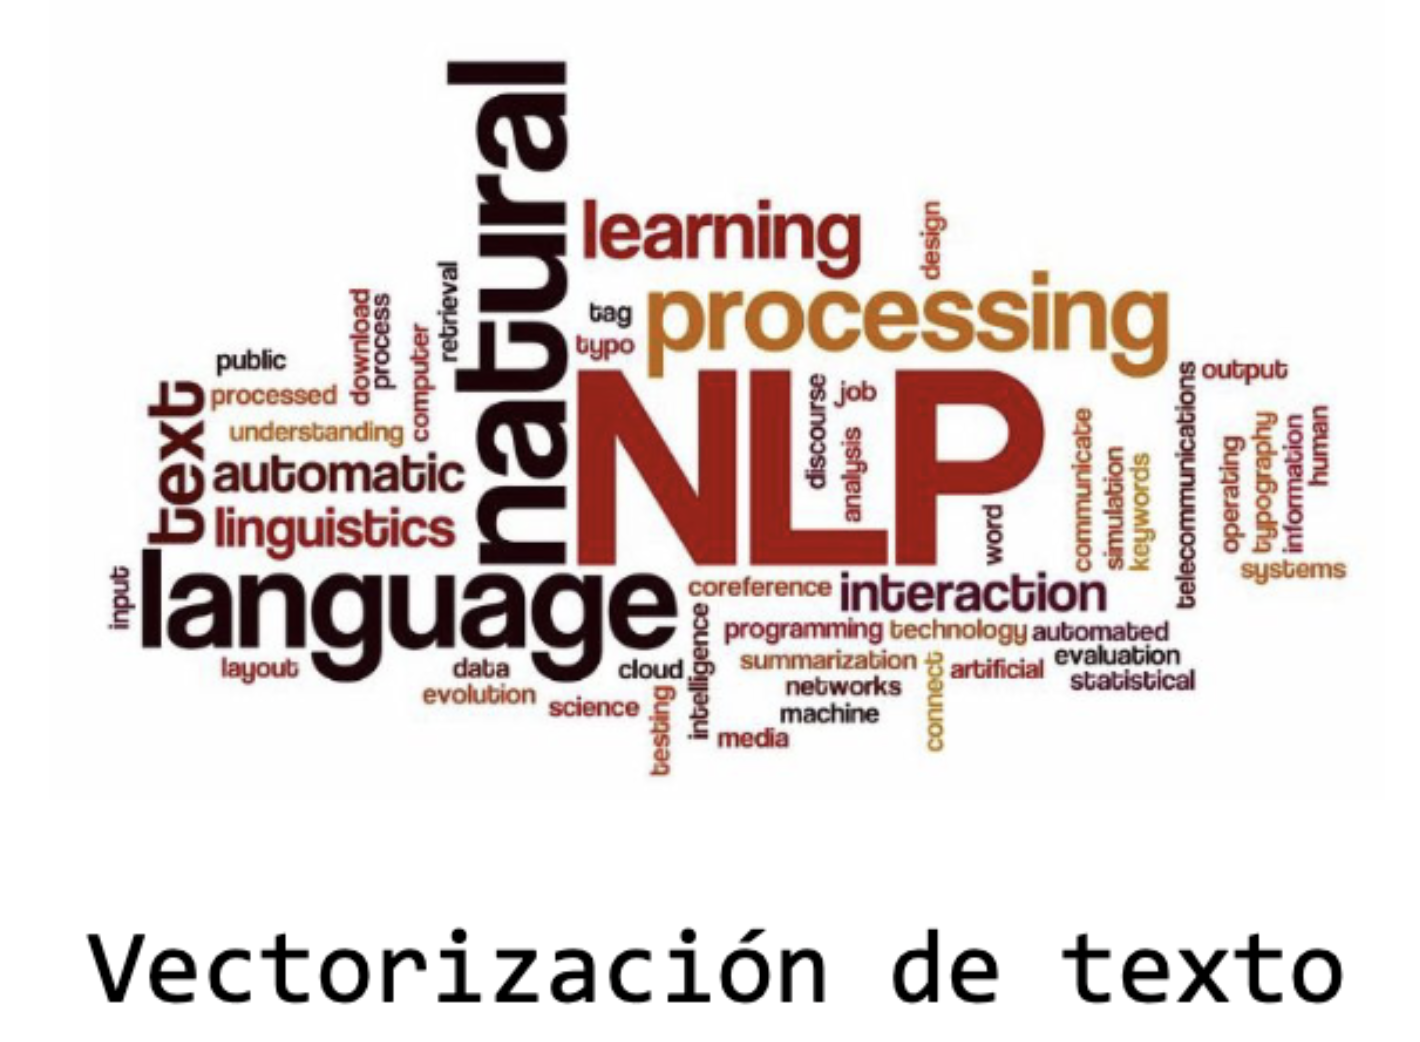 natural
learning
design
processing
tag
typo
retrieval
download
process
computer
public
processed
understanding
text
automatic
linguistics
NLP
discourse
job
analysis
word
communicate
simulation
keywords
telecommunications
output
operating
typography
information
human
systems
input
language
coreference
interaction
programming
technology
automated
layout
data
cloud
intelligence
summarization
connect
artificial
evaluation
evolution
science
testing
networks
statistical
machine
media
Vectorización de texto